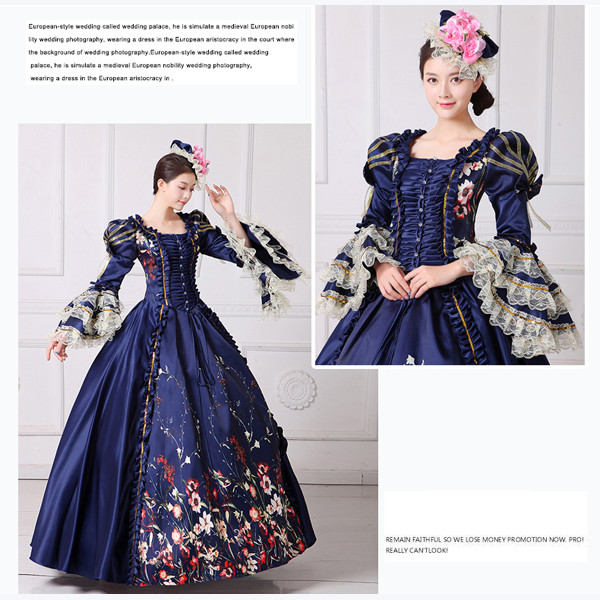 European-style wedding called wedding palace, he is simulate a medieval European nobi
lity wedding photography, wearing a dress in the European aristocracy in the court where
the background of wedding photography.European-style wedding called wedding
palace, he is simulate a medieval European nobility wedding photography,
wearing a dress in the European aristocracy in .
REMAIN FAITHFUL SO WE LOSE MONEY PROMOTION NOW. PRO!
REALLY CAN'TLOOK!